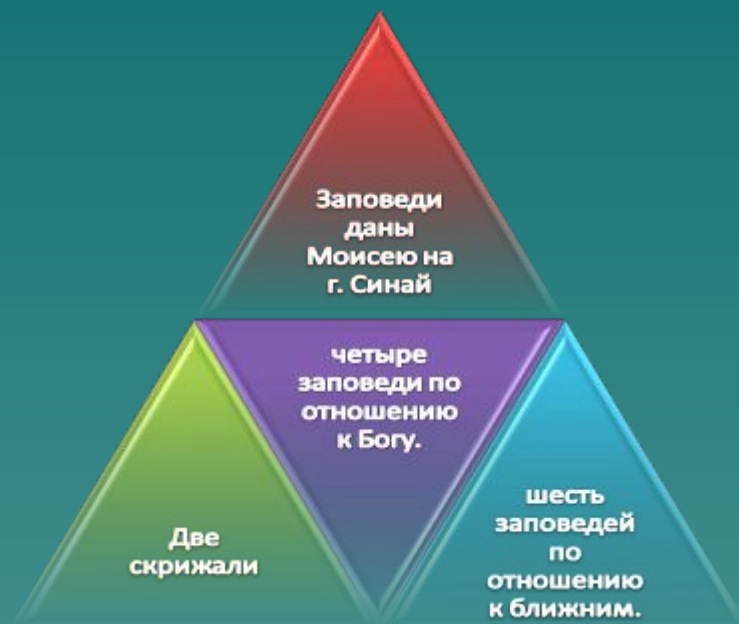 Заповеди
даны
Моисею на
г. Синай
четыре
заповеди по
отношению
к Богу.
Две
скрижали
шесть
заповедей
по
отношению
к ближним.